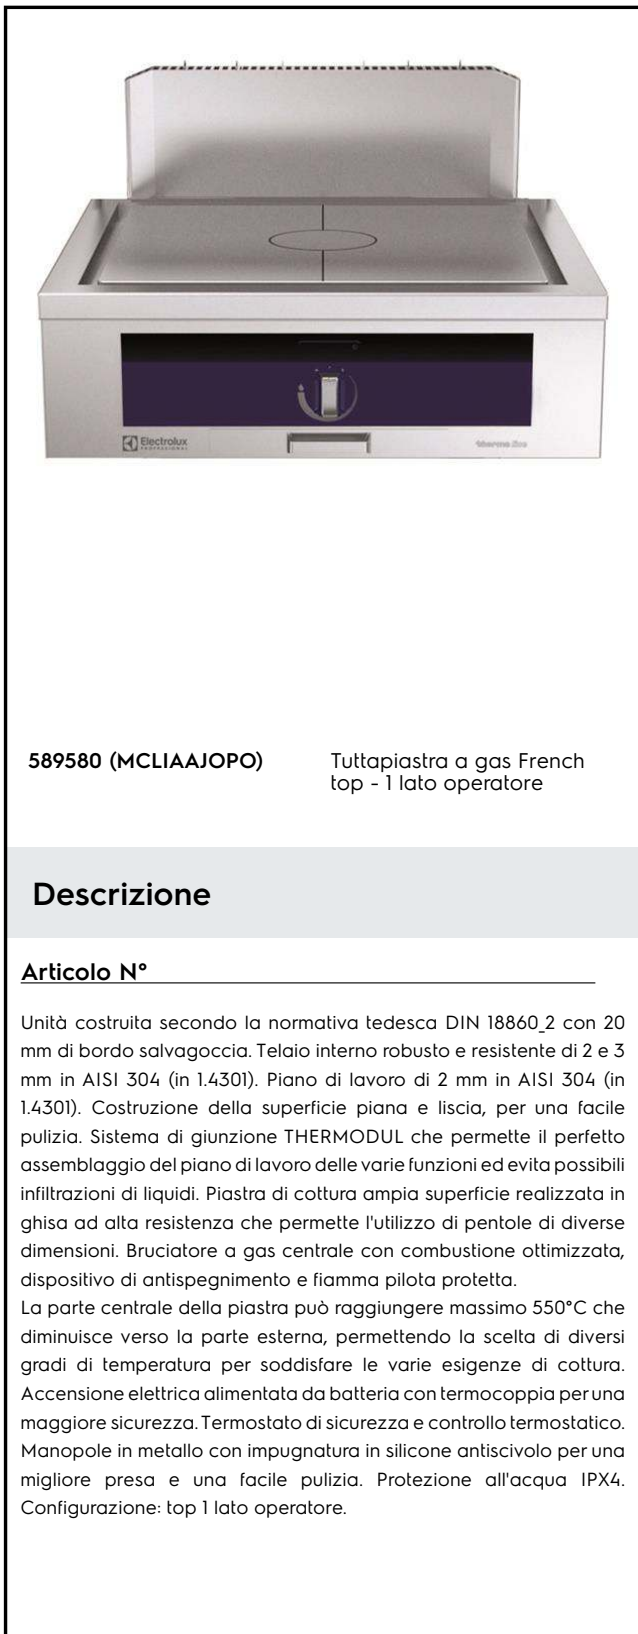 Electrolux
PROFESSIONAL
thermaline
589580 (MCLIAAJOPO)
Tuttapiastra a gas French
top - 1 lato operatore
Descrizione
Articolo N°
Unità costruita secondo la normativa tedesca DIN 18860_2 con 20
mm di bordo salvagoccia. Telaio interno robusto e resistente di 2 e 3
mm in AISI 304 (in 1.4301). Piano di lavoro di 2 mm in AISI 304 (in
1.4301). Costruzione della superficie piana e liscia, per una facile
pulizia. Sistema di giunzione THERMODUL che permette il perfetto
assemblaggio del piano di lavoro delle varie funzioni ed evita possibili
infiltrazioni di liquidi. Piastra di cottura ampia superficie realizzata in
ghisa ad alta resistenza che permette l'utilizzo di pentole di diverse
dimensioni. Bruciatore a gas centrale con combustione ottimizzata,
dispositivo di antispegnimento e fiamma pilota protetta.
La parte centrale della piastra può raggiungere massimo 550°C che
diminuisce verso la parte esterna, permettendo la scelta di diversi
gradi di temperatura per soddisfare le varie esigenze di cottura.
Accensione elettrica alimentata da batteria con termocoppia per una
maggiore sicurezza. Termostato di sicurezza e controllo termostatico.
Manopole in metallo con impugnatura in silicone antiscivolo per una
migliore presa e una facile pulizia. Protezione all'acqua IPX4.
Configurazione: top 1 lato operatore.